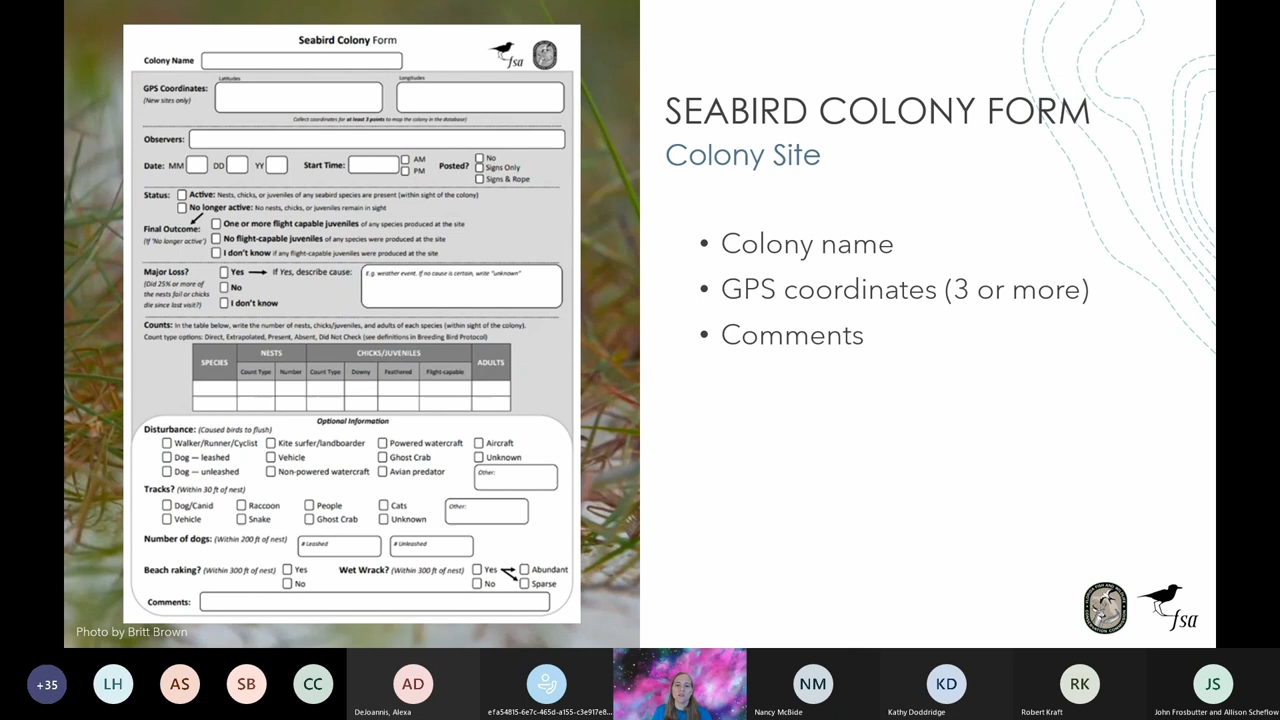 Seabird Colony Form
fsa
Colony Name
Latitudes
Longitudes
GPS Coordinates:
(New sites only)
Collect coordinates for at least 3 points to map the colony in the database)
Observers:
Date: MM DD YY Start Time: AM PM Posted? No Signs Only Signs & Rope
Status: Active: Nests, chicks, or juveniles of any seabird species are present (within sight of the colony)
No longer active: No nests, chicks, or juveniles remain in sight
Final Outcome:
(If 'No longer active')
One or more flight capable juveniles of any species produced at the site
No flight-capable juveniles of any species were produced at the site
I don't know if any flight-capable juveniles were produced at the site
Major Loss?
(Did 25% or more of
the nests fail or chicks
die since last visit?)
Yes If Yes, describe cause:
No
I don't know
E.g. weather event. If no cause is certain, write "unknown"
Counts: In the table below, write the number of nests, chicks/juveniles, and adults of each species (within sight of the colony).
Count type options: Direct, Extrapolated, Present, Absent, Did Not Check (see definitions in Breeding Bird Protocol)
SPECIES NESTS CHICKS/JUVENILES ADULTS
Count Type Number Count Type Downy Feathered Flight-capable
Optional Information
Disturbance: (Caused birds to flush)
Walker/Runner/Cyclist Kite surfer/landboarder Powered watercraft Aircraft
Dog — leashed Vehicle Ghost Crab Unknown
Dog — unleashed Non-powered watercraft Avian predator Other:
Tracks? (Within 30 ft of nest)
Dog/Canid Raccoon People Cats Other:
Vehicle Snake Ghost Crab Unknown
Number of dogs: (Within 200 ft of nest) # Leashed # Unleashed
Beach raking? (Within 300 ft of nest) Yes Wet Wrack? (Within 300 ft of nest) Yes Abundant
No No Sparse
Comments:
Photo by Britt Brown
SEABIRD COLONY FORM
Colony Site
• Colony name
• GPS coordinates (3 or more)
• Comments
fsa
+35 LH AS SB CC AD NM KD RK JS
DeJoannis, Alexa efa54815-6e7c-465d-a155-c3e917e8... Nancy McBide Kathy Doddridge Robert Kraft John Frosbutter and Allison Scheflow